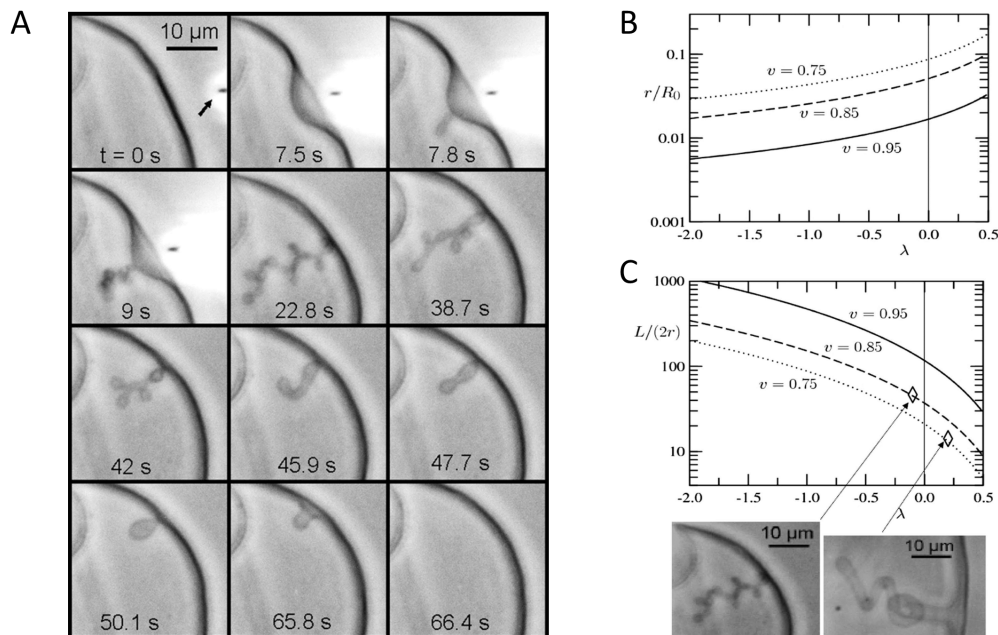 A
10 µm
t = 0 s
7.5 s
7.8 s
9 s
22.8 s
38.7 s
42 s
45.9 s
47.7 s
50.1 s
65.8 s
66.4 s
B
0.1
r/R₀
0.01
0.001
v = 0.75
v = 0.85
v = 0.95
-2.0 -1.5 -1.0 -0.5 0.0 0.5
λ
C
1000
L/(2r)
100
10
v = 0.95
v = 0.85
v = 0.75
-2.0 -1.5 -1.0 -0.5 0.0 0.5
λ
10 µm
10 µm